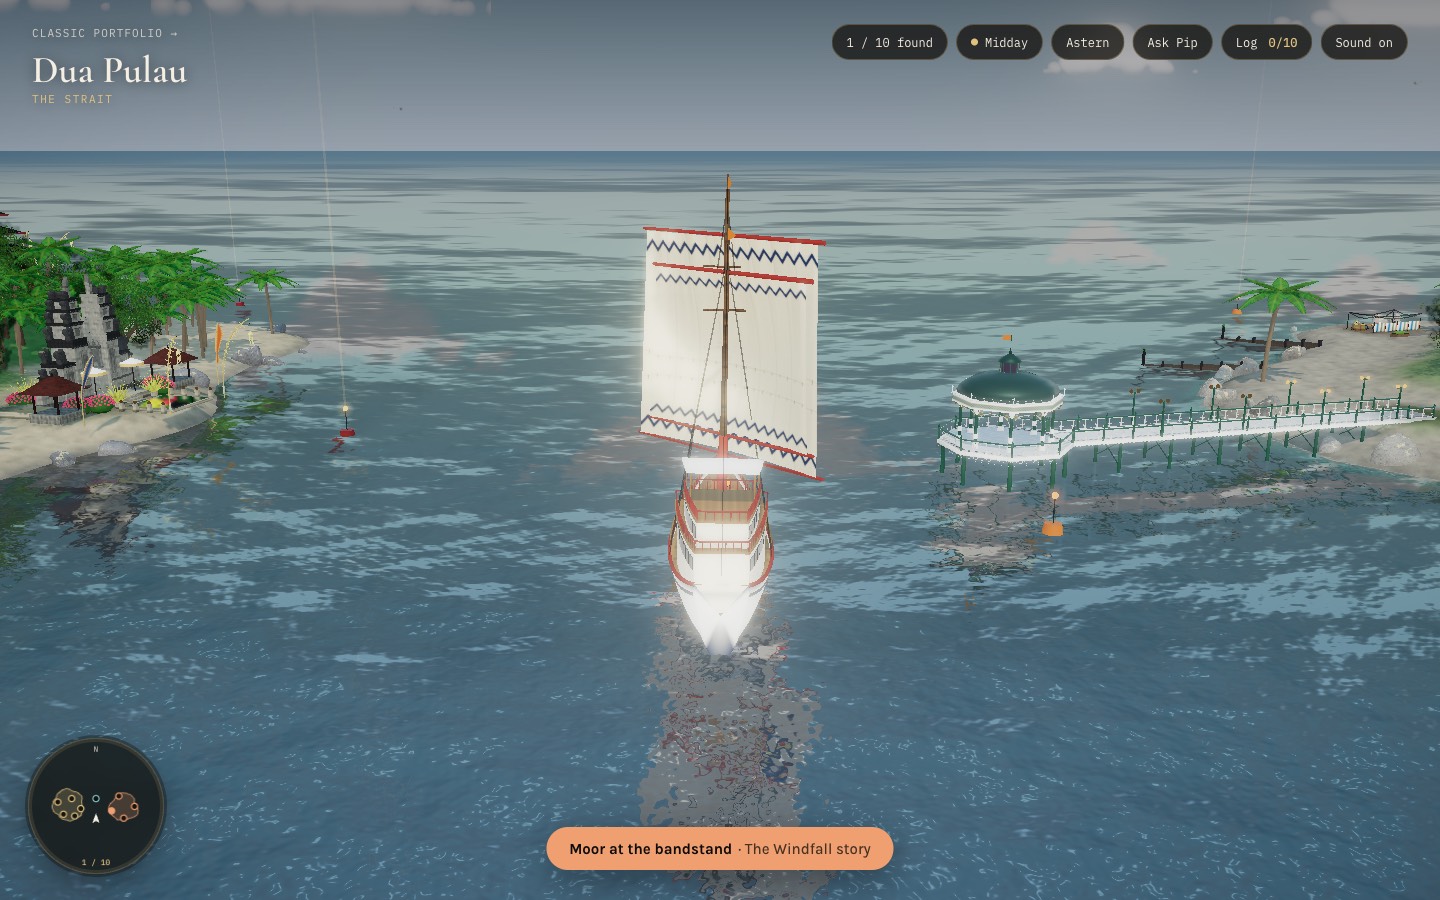 CLASSIC PORTFOLIO →
Dua Pulau
THE STRAIT
1 / 10 found
Midday
Astern
Ask Pip
Log 0/10
Sound on
N
1 / 10
Moor at the bandstand · The Windfall story